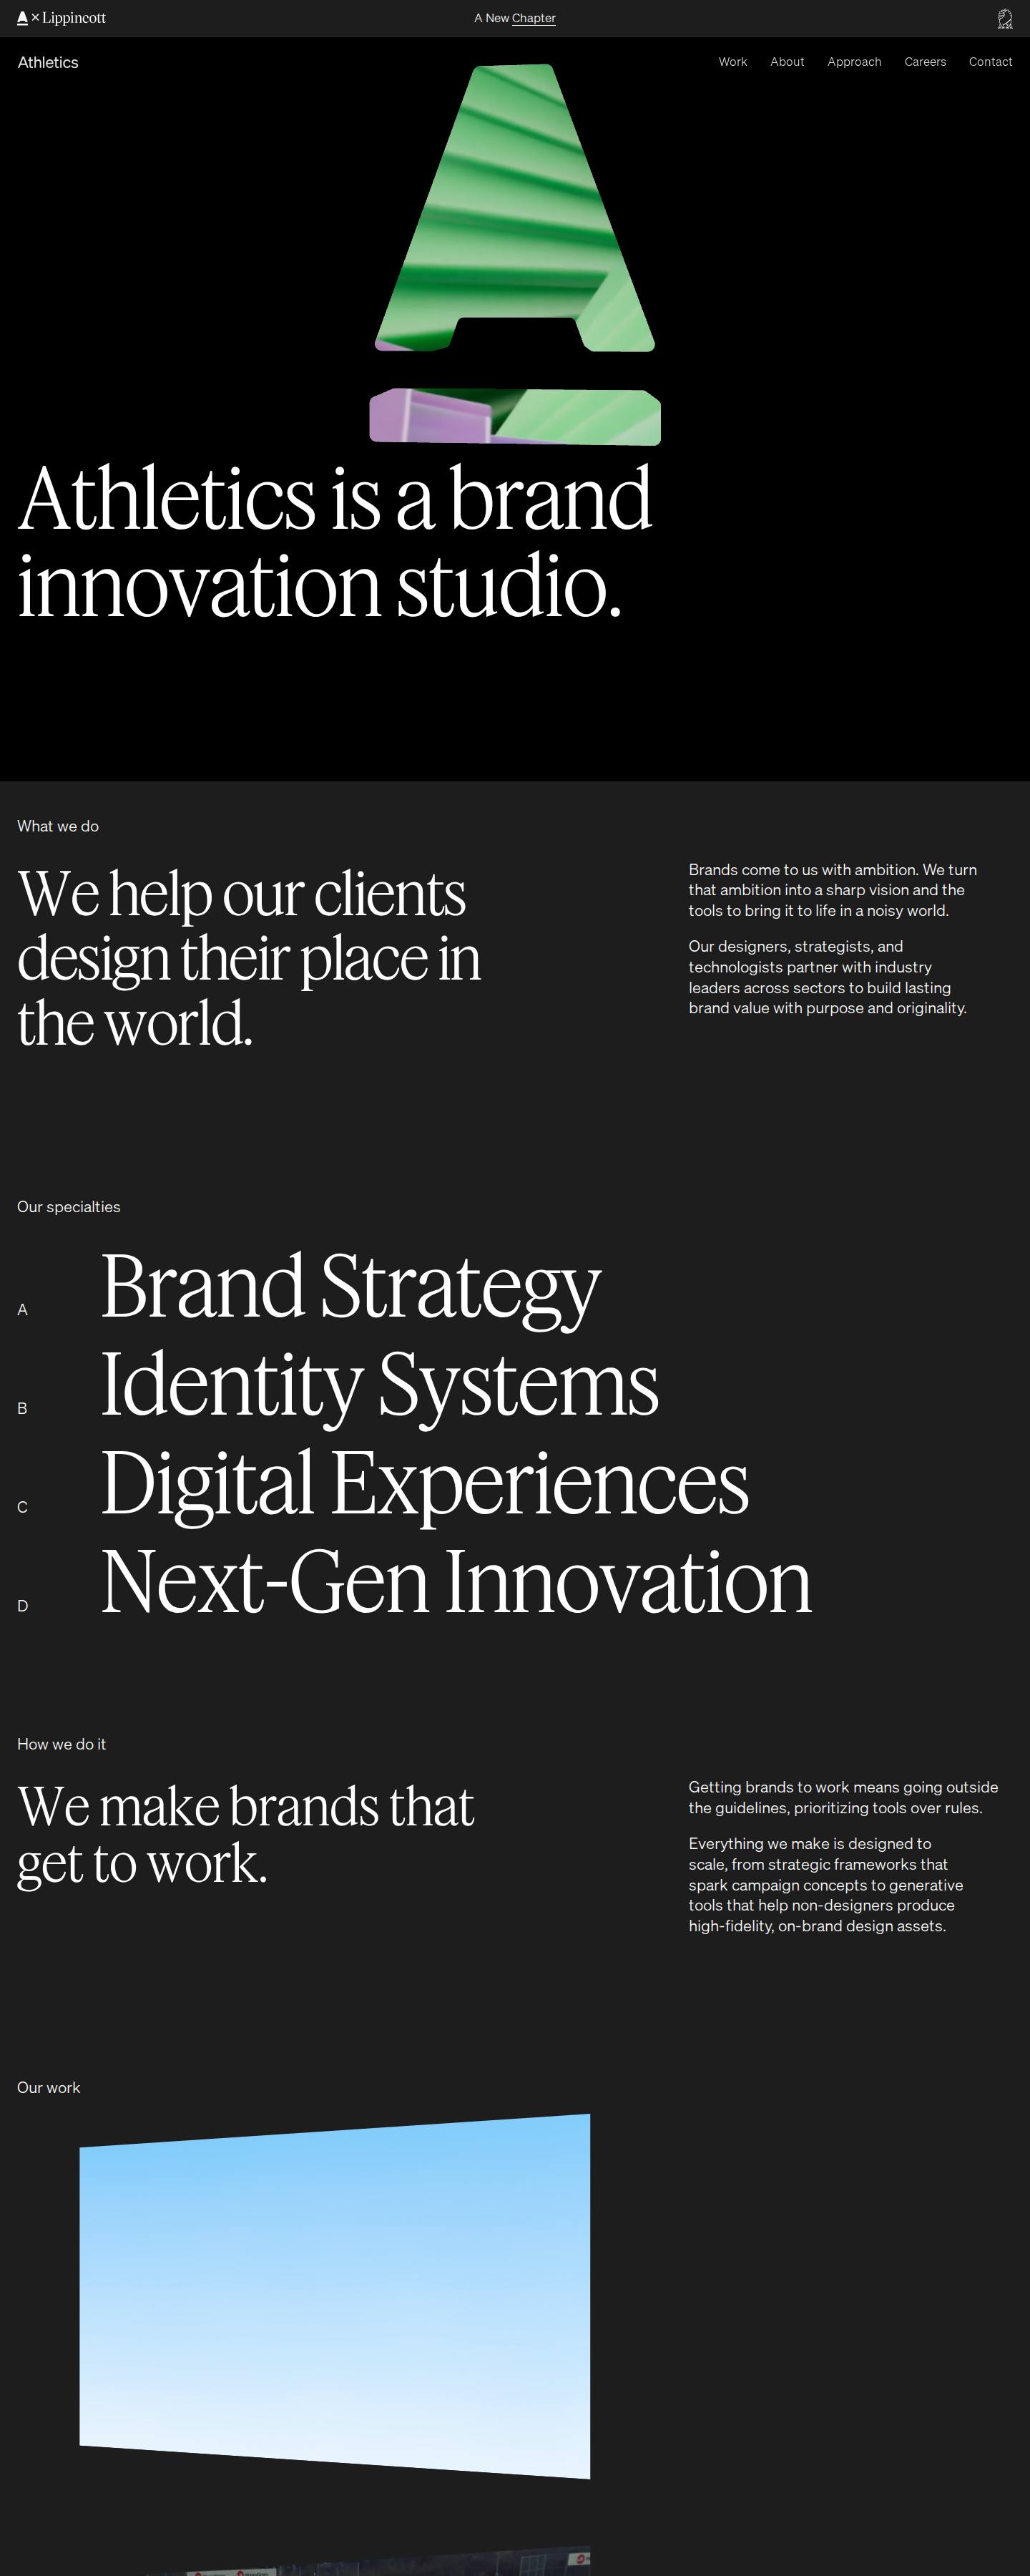 A × Lippincott
A New Chapter
Athletics
Work
About
Approach
Careers
Contact
A
Athletics is a brand
innovation studio.
What we do
We help our clients
design their place in
the world.
Brands come to us with ambition. We turn
that ambition into a sharp vision and the
tools to bring it to life in a noisy world.
Our designers, strategists, and
technologists partner with industry
leaders across sectors to build lasting
brand value with purpose and originality.
Our specialties
A
Brand Strategy
B
Identity Systems
C
Digital Experiences
D
Next-Gen Innovation
How we do it
We make brands that
get to work.
Getting brands to work means going outside
the guidelines, prioritizing tools over rules.
Everything we make is designed to
scale, from strategic frameworks that
spark campaign concepts to generative
tools that help non-designers produce
high-fidelity, on-brand design assets.
Our work